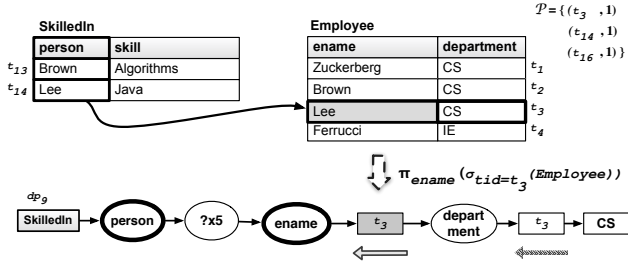 SkilledIn
person skill
t13 Brown Algorithms
t14 Lee Java
Employee
ename department
Zuckerberg CS t1
Brown CS t2
Lee CS t3
Ferrucci IE t4
P = { (t3 , 1)
(t14 , 1)
(t16 , 1) }
πename (σtid=t3 (Employee))
dp9
SkilledIn person ?x5 ename t3 depart
ment t3 CS